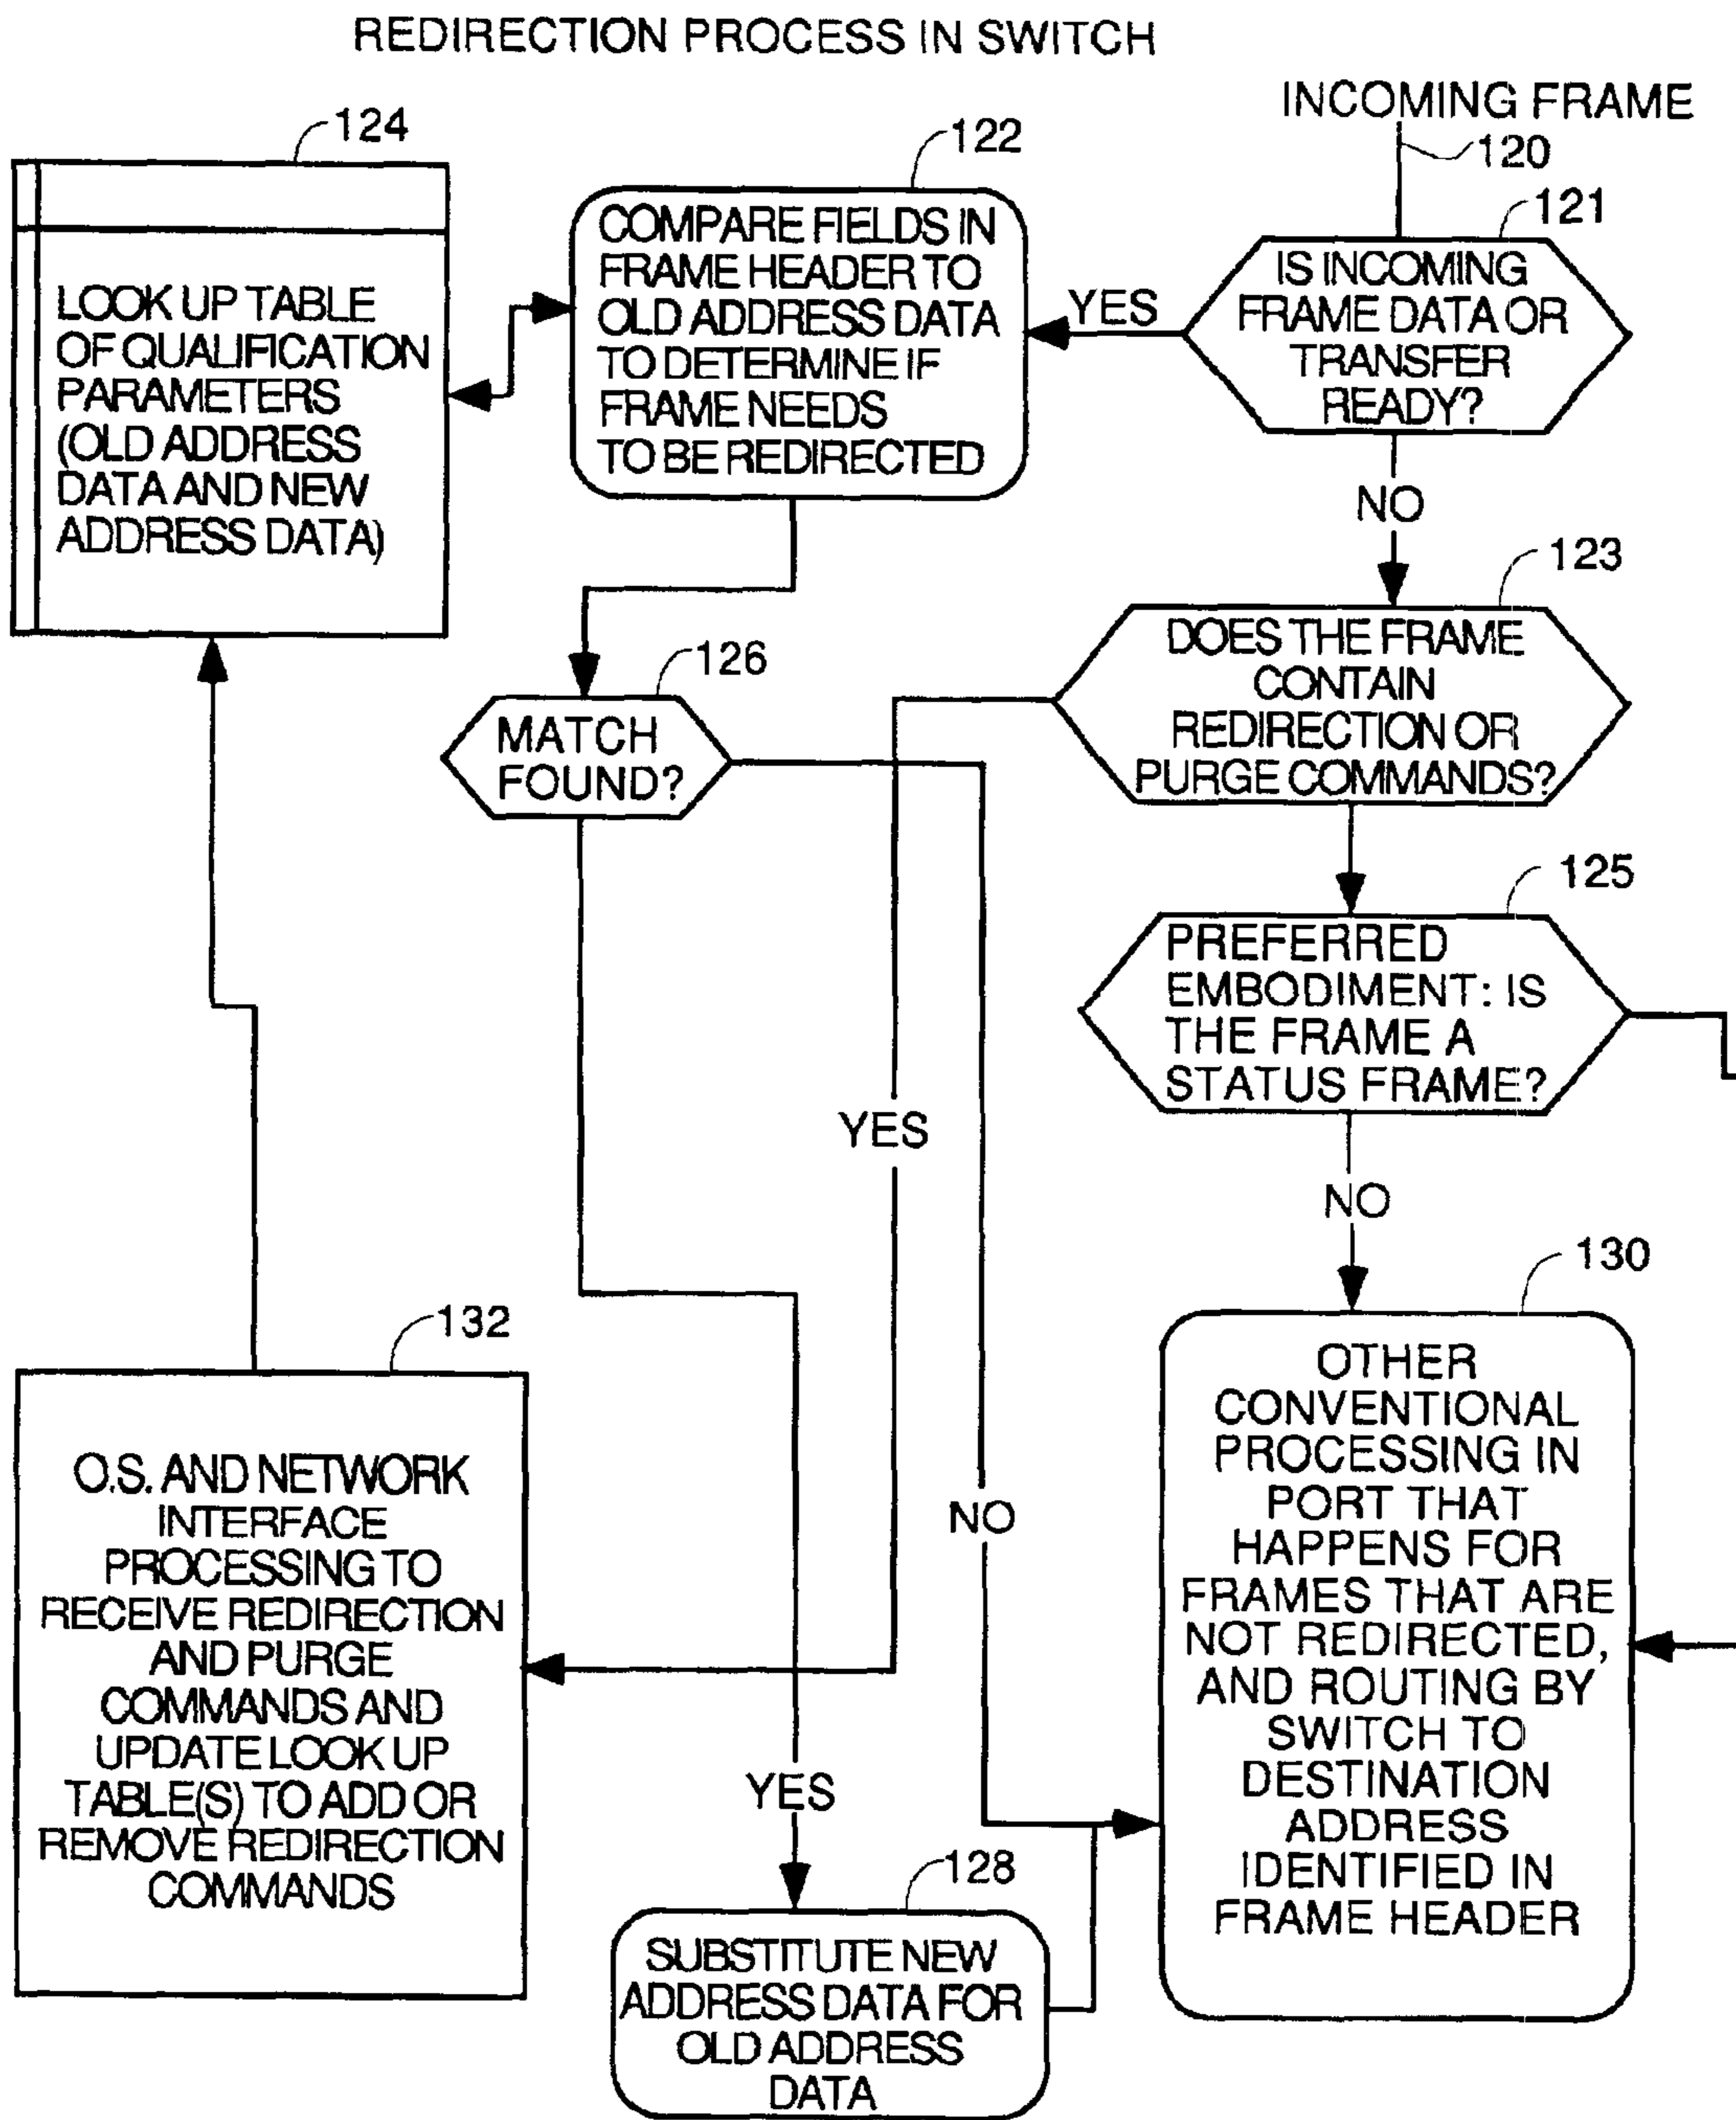 REDIRECTION PROCESS IN SWITCH
INCOMING FRAME
120
124
LOOK UP TABLE
OF QUALIFICATION
PARAMETERS
(OLD ADDRESS
DATA AND NEW
ADDRESS DATA)
122
COMPARE FIELDS IN
FRAME HEADER TO
OLD ADDRESS DATA
TO DETERMINE IF
FRAME NEEDS
TO BE REDIRECTED
YES
121
IS INCOMING
FRAME DATA OR
TRANSFER
READY?
NO
123
DOES THE FRAME
CONTAIN
REDIRECTION OR
PURGE COMMANDS?
126
MATCH
FOUND?
125
PREFERRED
EMBODIMENT: IS
THE FRAME A
STATUS FRAME?
YES
NO
132
O.S. AND NETWORK
INTERFACE
PROCESSING TO
RECEIVE REDIRECTION
AND PURGE
COMMANDS AND
UPDATE LOOK UP
TABLE(S) TO ADD OR
REMOVE REDIRECTION
COMMANDS
NO
130
OTHER
CONVENTIONAL
PROCESSING IN
PORT THAT
HAPPENS FOR
FRAMES THAT ARE
NOT REDIRECTED,
AND ROUTING BY
SWITCH TO
DESTINATION
ADDRESS
IDENTIFIED IN
FRAME HEADER
YES
128
SUBSTITUTE NEW
ADDRESS DATA FOR
OLD ADDRESS
DATA